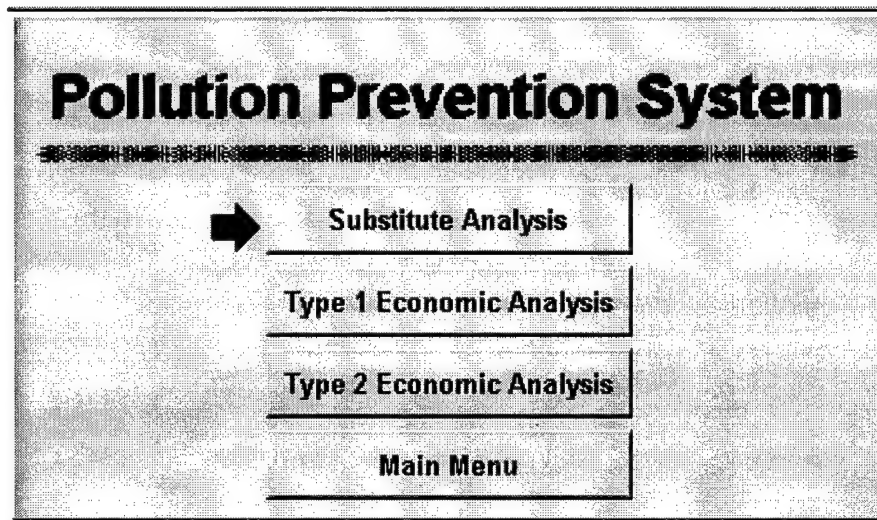 Pollution Prevention System
Substitute Analysis
Type 1 Economic Analysis
Type 2 Economic Analysis
Main Menu